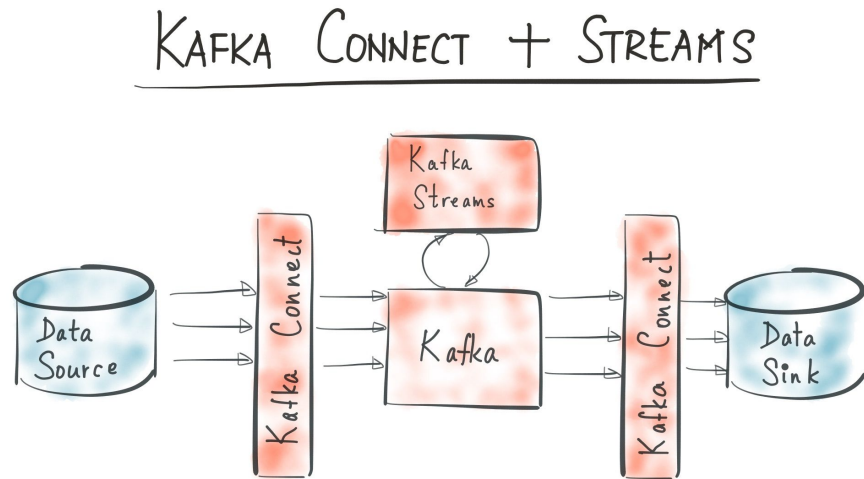 KAFKA CONNECT + STREAMS
Kafka
Streams
Data
Source
Kafka Connect
Kafka
Kafka Connect
Data
Sink